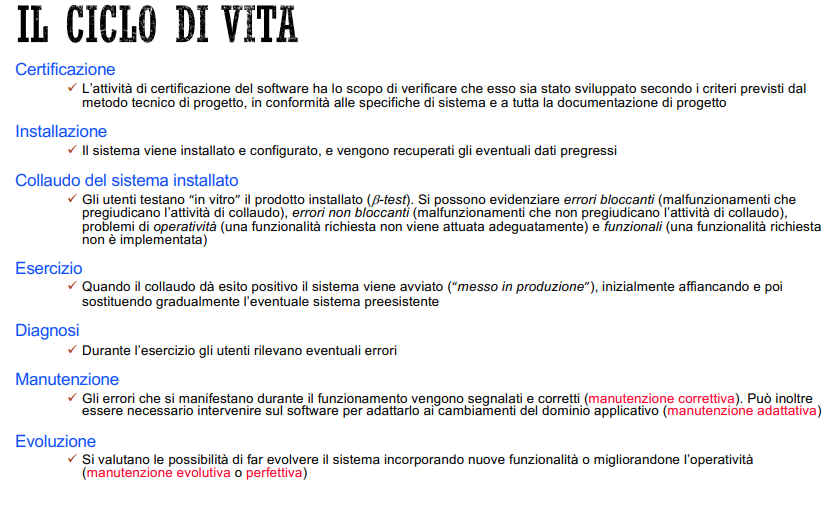 IL CICLO DI VITA
Certificazione
✓ L'attività di certificazione del software ha lo scopo di verificare che esso sia stato sviluppato secondo i criteri previsti dal
metodo tecnico di progetto, in conformità alle specifiche di sistema e a tutta la documentazione di progetto
Installazione
✓ Il sistema viene installato e configurato, e vengono recuperati gli eventuali dati pregressi
Collaudo del sistema installato
✓ Gli utenti testano “in vitro” il prodotto installato (β-test). Si possono evidenziare errori bloccanti (malfunzionamenti che
pregiudicano l'attività di collaudo), errori non bloccanti (malfunzionamenti che non pregiudicano l'attività di collaudo),
problemi di operatività (una funzionalità richiesta non viene attuata adeguatamente) e funzionali (una funzionalità richiesta
non è implementata)
Esercizio
✓ Quando il collaudo dà esito positivo il sistema viene avviato (“messo in produzione”), inizialmente affiancando e poi
sostituendo gradualmente l'eventuale sistema preesistente
Diagnosi
✓ Durante l'esercizio gli utenti rilevano eventuali errori
Manutenzione
✓ Gli errori che si manifestano durante il funzionamento vengono segnalati e corretti (manutenzione correttiva). Può inoltre
essere necessario intervenire sul software per adattarlo ai cambiamenti del dominio applicativo (manutenzione adattativa)
Evoluzione
✓ Si valutano le possibilità di far evolvere il sistema incorporando nuove funzionalità o migliorandone l'operatività
(manutenzione evolutiva o perfettiva)